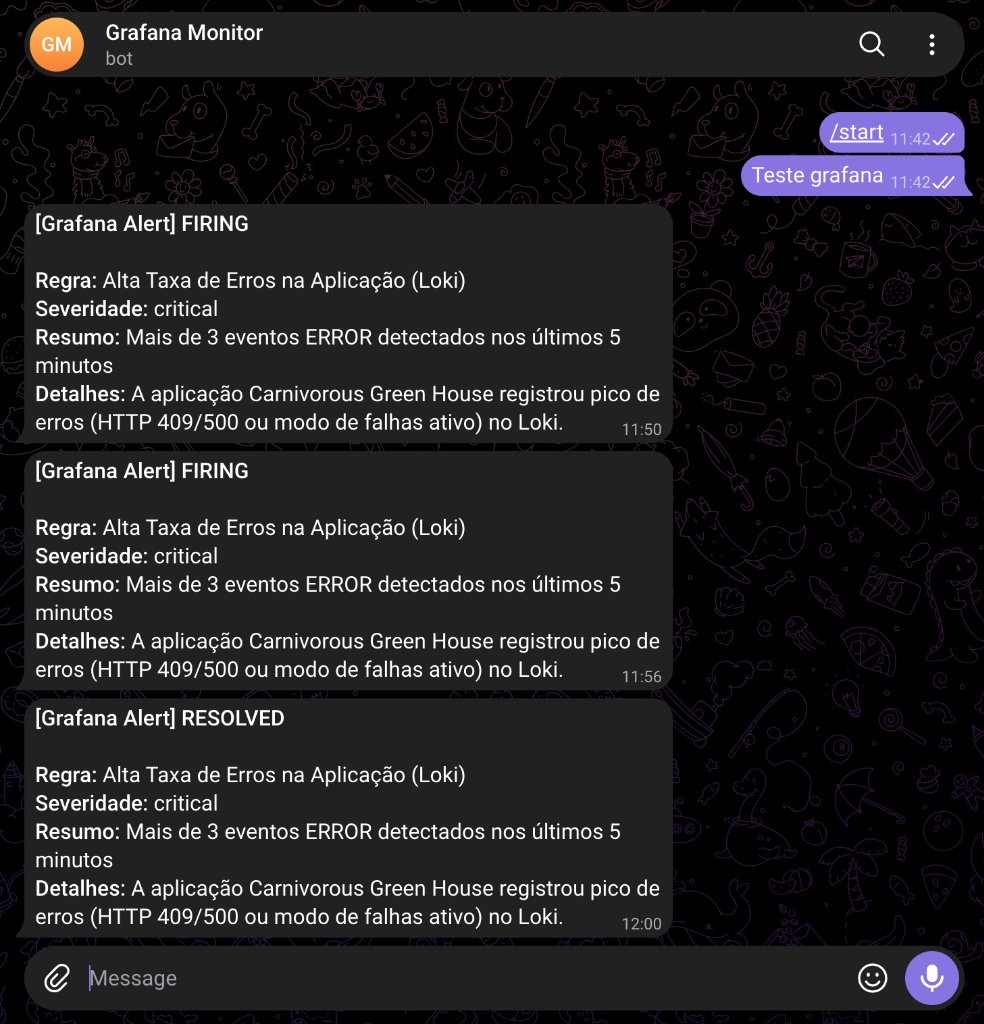 GM
Grafana Monitor
bot
/start 11:42
Teste grafana 11:42
[Grafana Alert] FIRING
Regra: Alta Taxa de Erros na Aplicação (Loki)
Severidade: critical
Resumo: Mais de 3 eventos ERROR detectados nos últimos 5
minutos
Detalhes: A aplicação Carnivorous Green House registrou pico de
erros (HTTP 409/500 ou modo de falhas ativo) no Loki. 11:50
[Grafana Alert] FIRING
Regra: Alta Taxa de Erros na Aplicação (Loki)
Severidade: critical
Resumo: Mais de 3 eventos ERROR detectados nos últimos 5
minutos
Detalhes: A aplicação Carnivorous Green House registrou pico de
erros (HTTP 409/500 ou modo de falhas ativo) no Loki. 11:56
[Grafana Alert] RESOLVED
Regra: Alta Taxa de Erros na Aplicação (Loki)
Severidade: critical
Resumo: Mais de 3 eventos ERROR detectados nos últimos 5
minutos
Detalhes: A aplicação Carnivorous Green House registrou pico de
erros (HTTP 409/500 ou modo de falhas ativo) no Loki. 12:00
Message